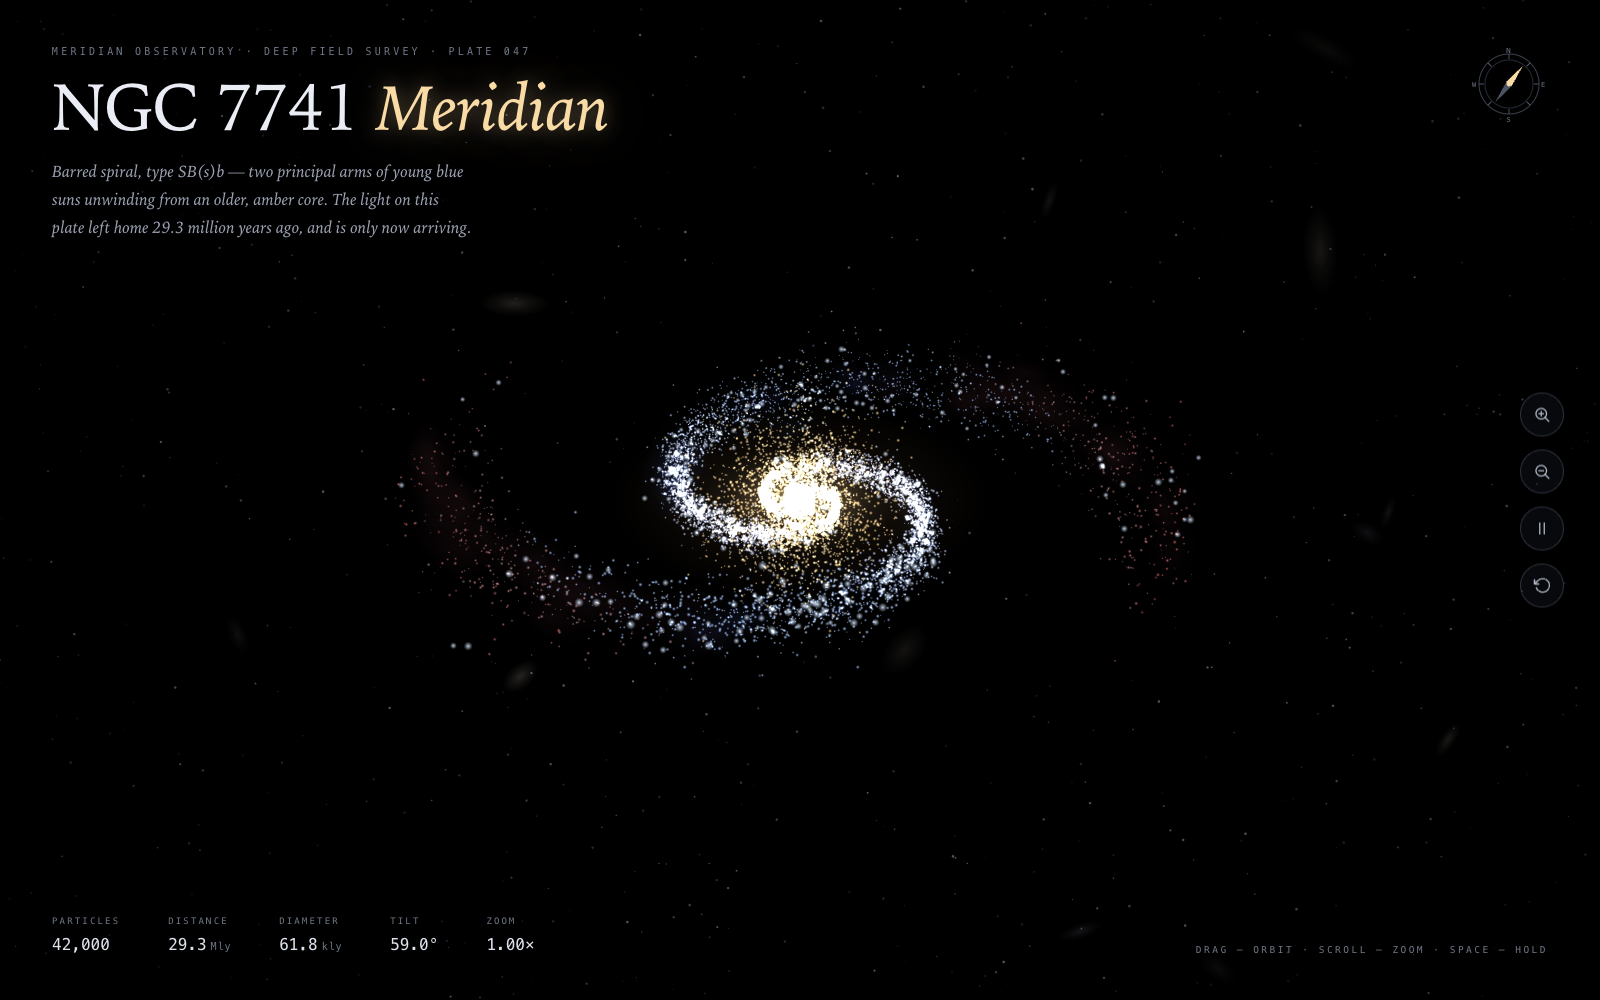 MERIDIAN OBSERVATORY · DEEP FIELD SURVEY · PLATE 047
NGC 7741 Meridian
Barred spiral, type SB(s)b — two principal arms of young blue
suns unwinding from an older, amber core. The light on this
plate left home 29.3 million years ago, and is only now arriving.
N
W E
S
PARTICLES DISTANCE DIAMETER TILT ZOOM
42,000 29.3 Mly 61.8 kly 59.0° 1.00×
DRAG — ORBIT · SCROLL — ZOOM · SPACE — HOLD